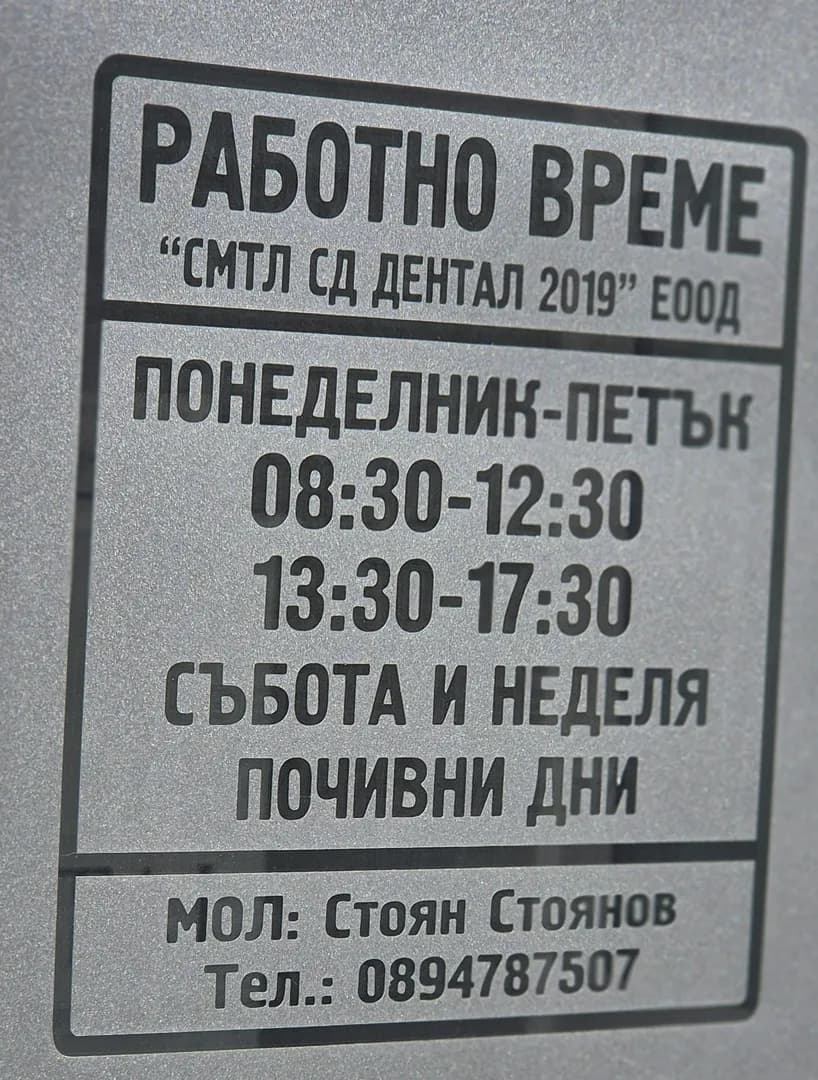 РАБОТНО ВРЕМЕ
“СМТЛ СД ДЕНТАЛ 2019” ЕООД
ПОНЕДЕЛНИК-ПЕТЪК
08:30-12:30
13:30-17:30
СЪБОТА И НЕДЕЛЯ
ПОЧИВНИ ДНИ
МОЛ: Стоян Стоянов
Тел.: 0894787507